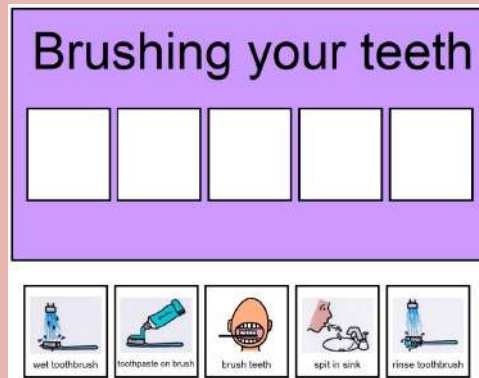 Brushing your teeth
wet toothbrush
toothpaste on brush
brush teeth
spit in sink
rinse toothbrush